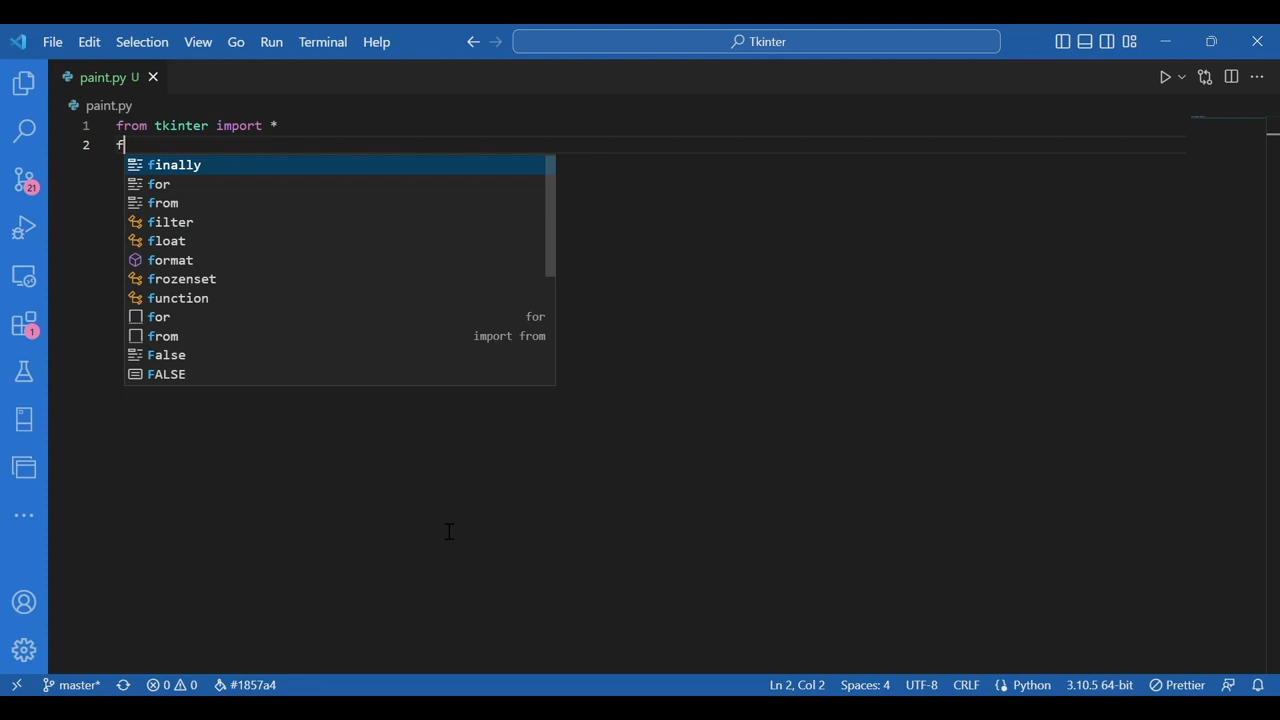 File Edit Selection View Go Run Terminal Help Tkinter
paint.py U
paint.py
1 from tkinter import *
2 f
finally
for
from
filter
float
format
frozenset
function
for for
from import from
False
FALSE
21
1
master* 0 0 #1857a4 Ln 2, Col 2 Spaces: 4 UTF-8 CRLF Python 3.10.5 64-bit Prettier